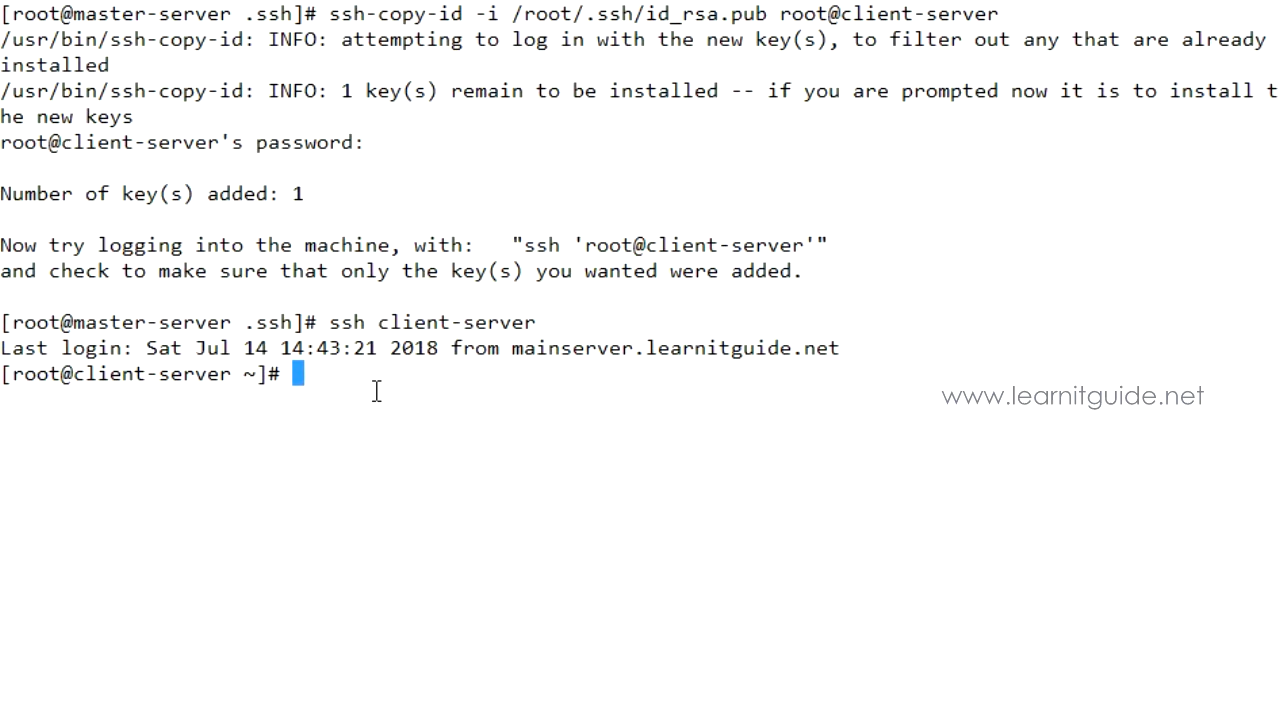 [root@master-server .ssh]# ssh-copy-id -i /root/.ssh/id_rsa.pub root@client-server
/usr/bin/ssh-copy-id: INFO: attempting to log in with the new key(s), to filter out any that are already
installed
/usr/bin/ssh-copy-id: INFO: 1 key(s) remain to be installed -- if you are prompted now it is to install t
he new keys
root@client-server's password:
Number of key(s) added: 1
Now try logging into the machine, with:   "ssh 'root@client-server'"
and check to make sure that only the key(s) you wanted were added.
[root@master-server .ssh]# ssh client-server
Last login: Sat Jul 14 14:43:21 2018 from mainserver.learnitguide.net
[root@client-server ~]#
www.learnitguide.net